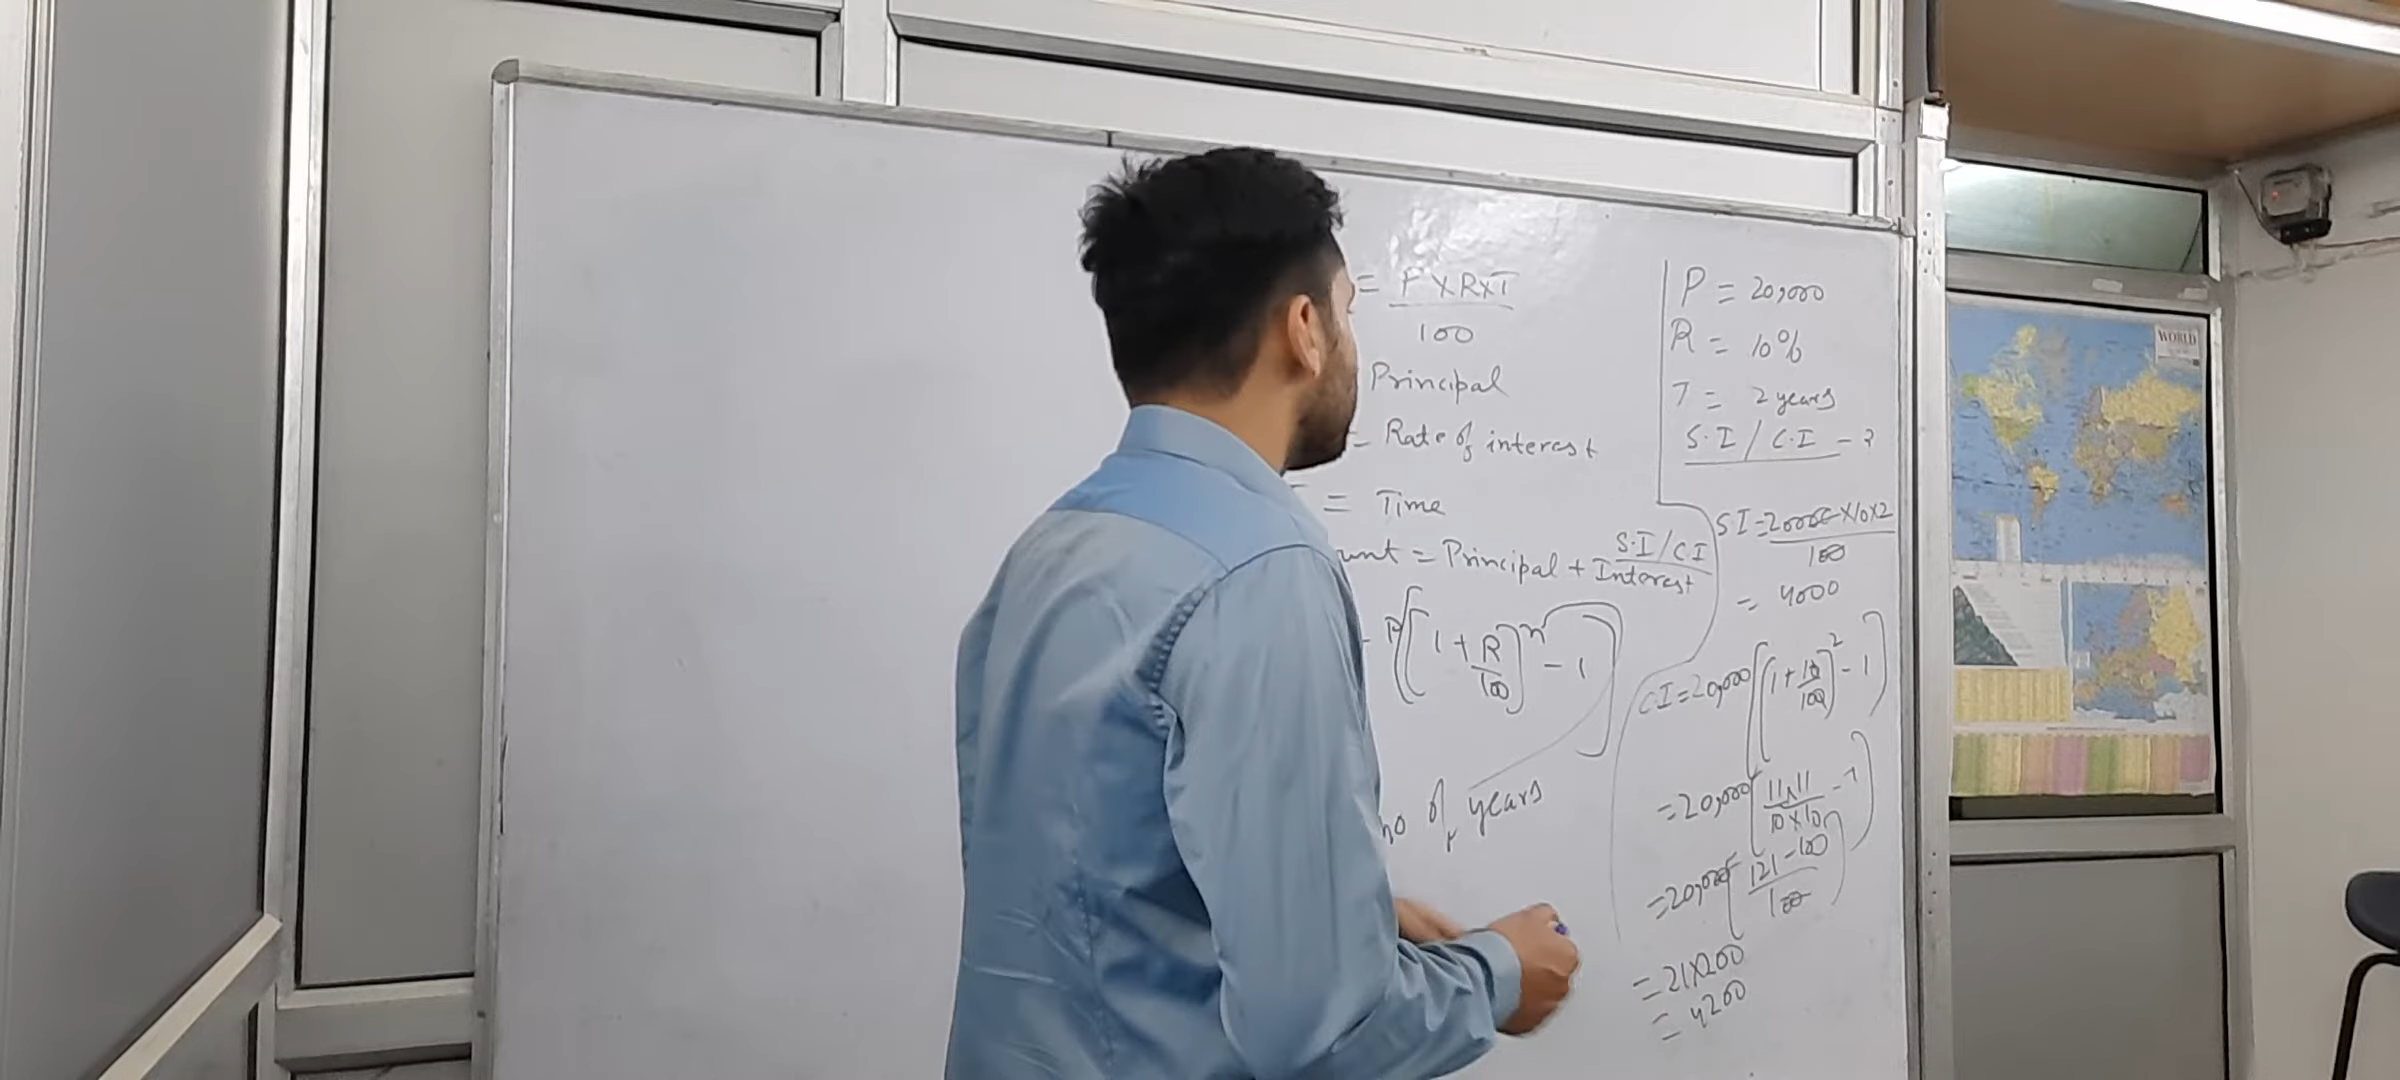 = P X R X T
100
Principal
= Rate of interest
= Time
unt = Principal + S.I / C.I
Interest
P[(1 + R/100)^n - 1]
no of years
P = 20,000
R = 10%
T = 2 years
S.I / C.I - ?
SI = 20000 X 10 X 2
100
= 4000
CI = 20,000[(1 + 10/100)^2 - 1]
= 20,000[11 x 11/10 x 10 - 1]
= 20,000[121 - 100/100]
= 21 X 200
= 4200
WORLD